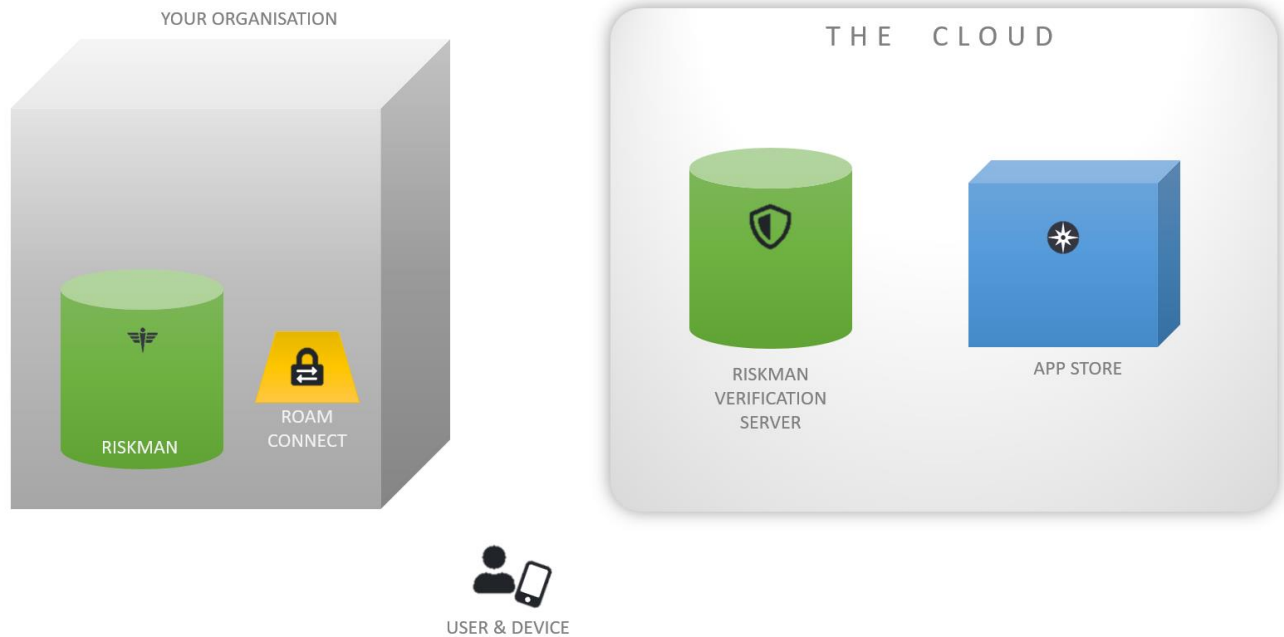 YOUR ORGANISATION
THE CLOUD
RISKMAN
ROAM
CONNECT
RISKMAN
VERIFICATION
SERVER
APP STORE
USER & DEVICE